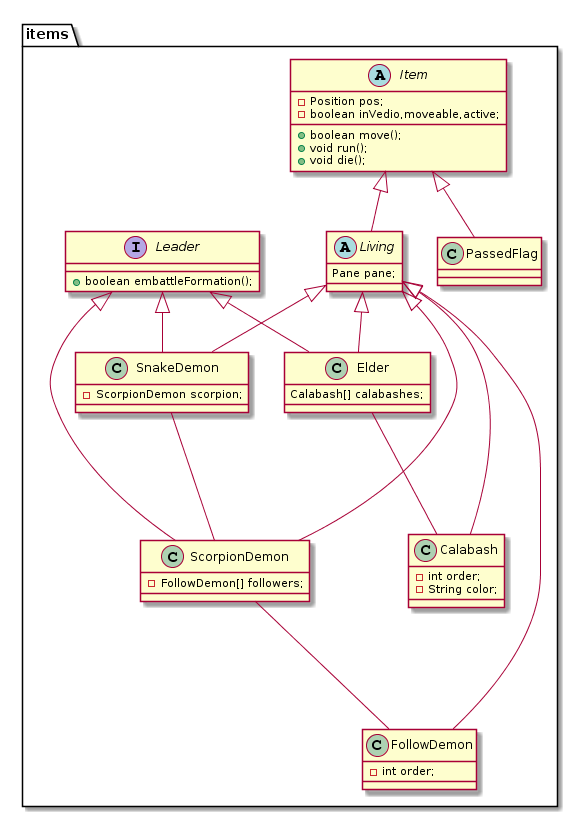 items
A Item
Position pos;
boolean inVedio,moveable,active;
boolean move();
void run();
void die();
I Leader
boolean embattleFormation();
A Living
Pane pane;
C PassedFlag
C SnakeDemon
ScorpionDemon scorpion;
C Elder
Calabash[] calabashes;
C ScorpionDemon
FollowDemon[] followers;
C Calabash
int order;
String color;
C FollowDemon
int order;